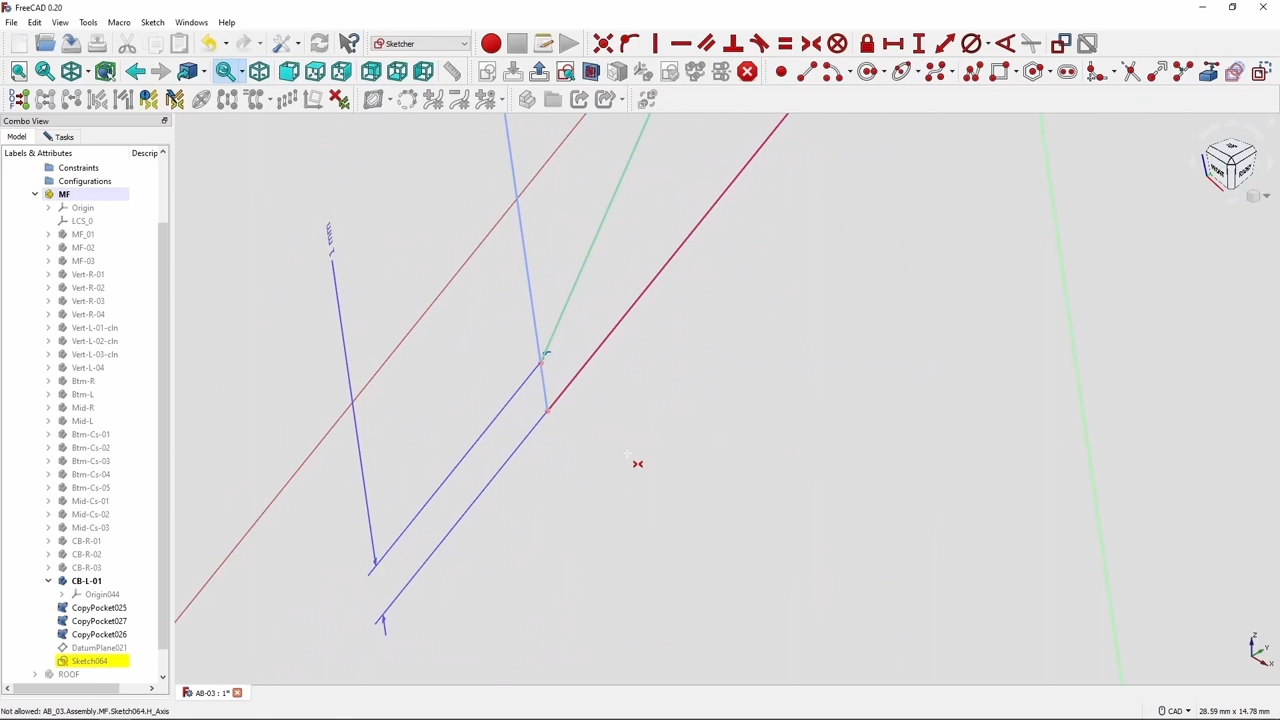 FreeCAD 0.20
File Edit View Tools Macro Sketch Windows Help
Sketcher
Combo View
Model Tasks
Labels & Attributes Descrip
Constraints
Configurations
MF
Origin
LCS_0
MF_01
MF-02
MF-03
Vert-R-01
Vert-R-02
Vert-R-03
Vert-R-04
Vert-L-01-cln
Vert-L-02-cln
Vert-L-03-cln
Vert-L-04
Btm-R
Btm-L
Mid-R
Mid-L
Btm-Cs-01
Btm-Cs-02
Btm-Cs-03
Btm-Cs-04
Btm-Cs-05
Mid-Cs-01
Mid-Cs-02
Mid-Cs-03
CB-R-01
CB-R-02
CB-R-03
CB-L-01
Origin044
CopyPocket025
CopyPocket027
CopyPocket026
DatumPlane021
Sketch064
ROOF
Z
Y
X
AB-03 : 1*
Not allowed: AB_03.Assembly.MF.Sketch064.H_Axis
CAD 28.59 mm x 14.78 mm